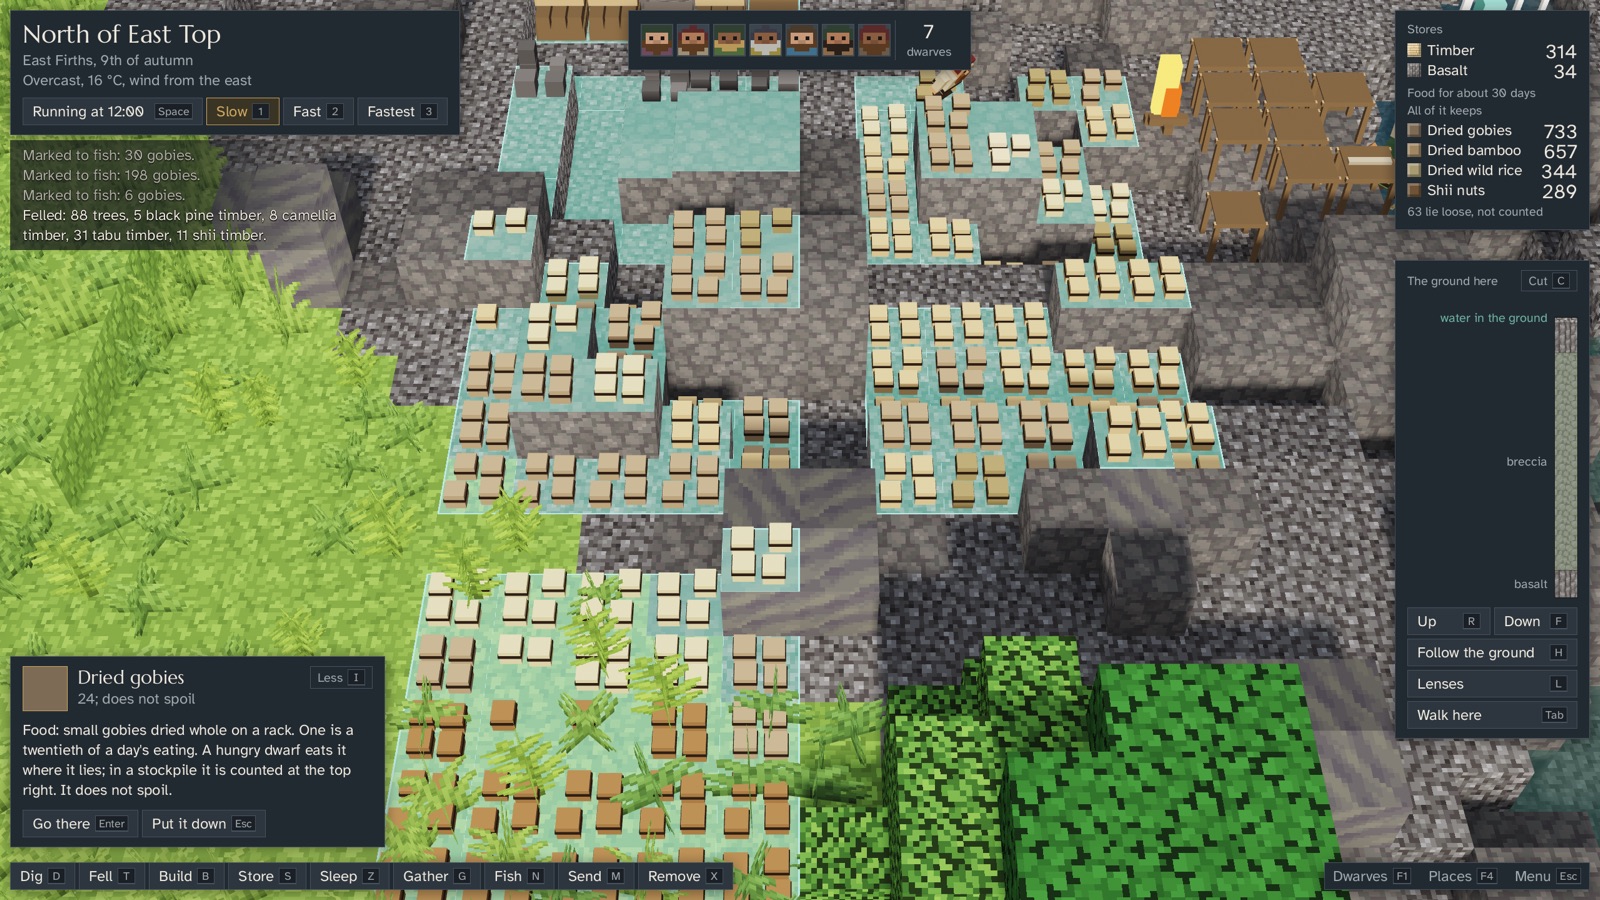 North of East Top
East Firths, 9th of autumn
Overcast, 16 °C, wind from the east
Running at 12:00 Space Slow 1 Fast 2 Fastest 3
Marked to fish: 30 gobies.
Marked to fish: 198 gobies.
Marked to fish: 6 gobies.
Felled: 88 trees, 5 black pine timber, 8 camellia
timber, 31 tabu timber, 11 shii timber.
7
dwarves
Stores
Timber 314
Basalt 34
Food for about 30 days
All of it keeps
Dried gobies 733
Dried bamboo 657
Dried wild rice 344
Shii nuts 289
63 lie loose, not counted
The ground here Cut C
water in the ground
breccia
basalt
Up R Down F
Follow the ground H
Lenses L
Walk here Tab
Dried gobies Less I
24; does not spoil
Food: small gobies dried whole on a rack. One is a
twentieth of a day's eating. A hungry dwarf eats it
where it lies; in a stockpile it is counted at the top
right. It does not spoil.
Go there Enter Put it down Esc
Dig D Fell T Build B Store S Sleep Z Gather G Fish N Send M Remove X
Dwarves F1 Places F4 Menu Esc